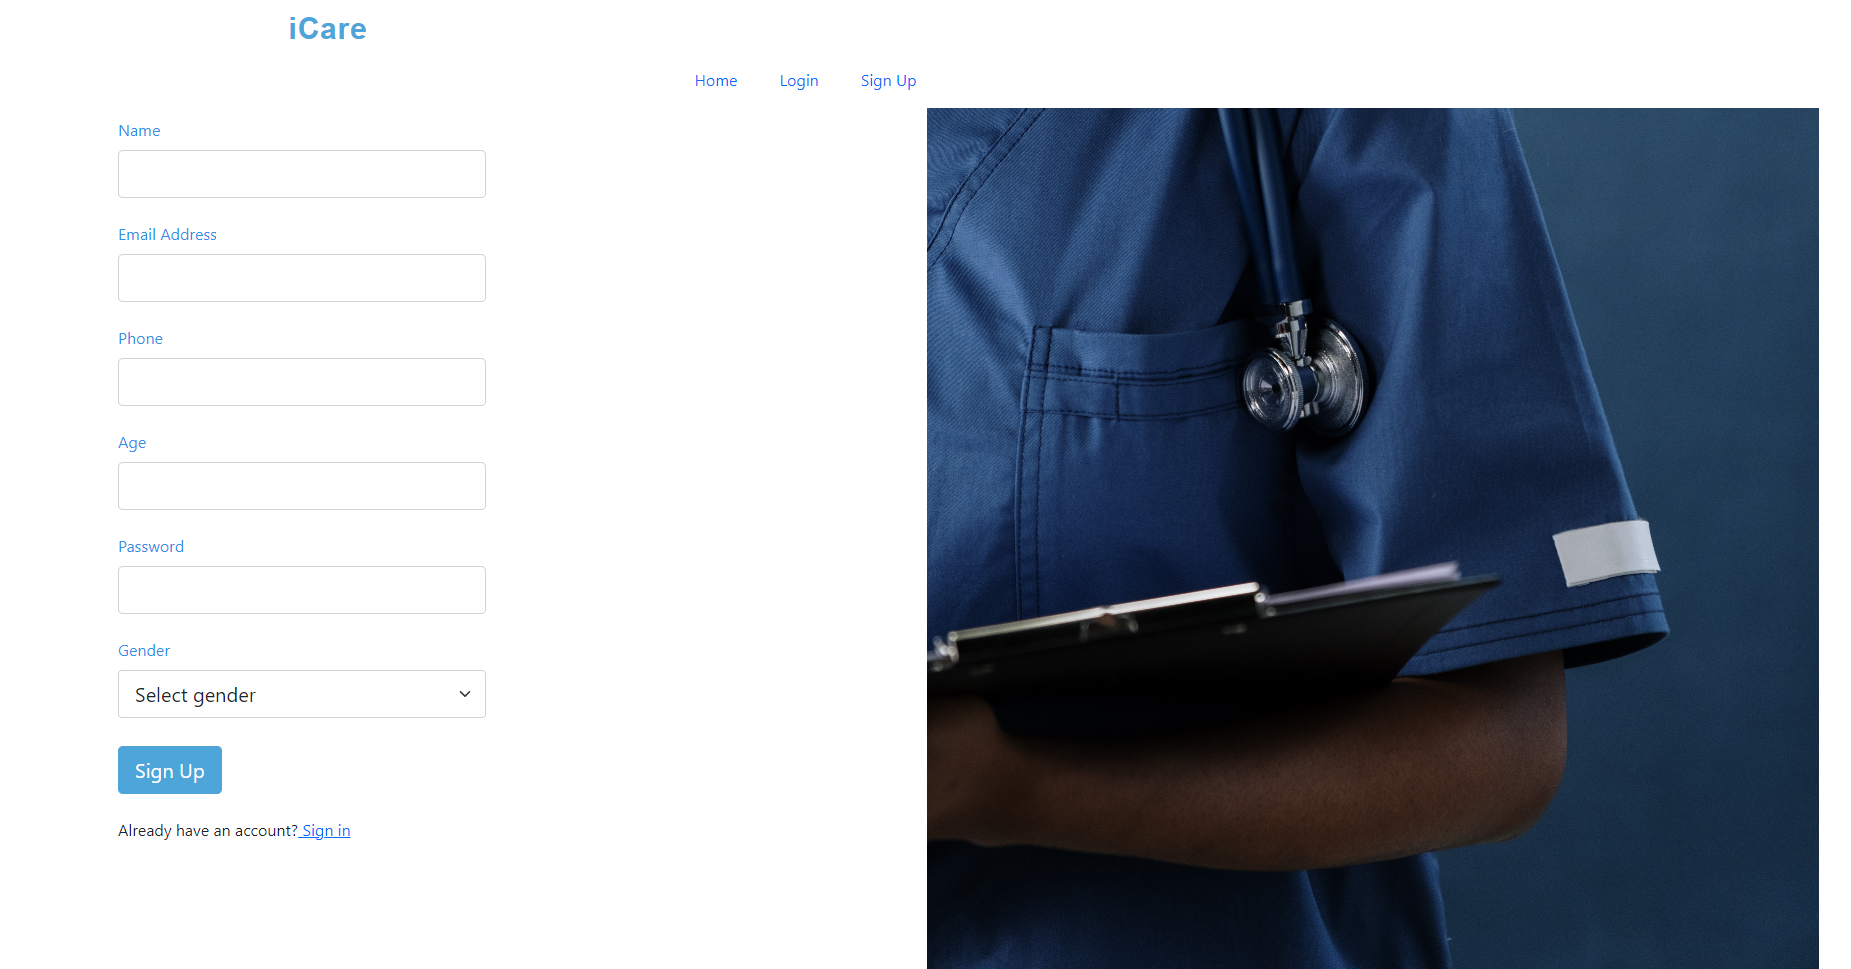 iCare
Home Login Sign Up
Name
Email Address
Phone
Age
Password
Gender
Select gender
Sign Up
Already have an account? Sign in